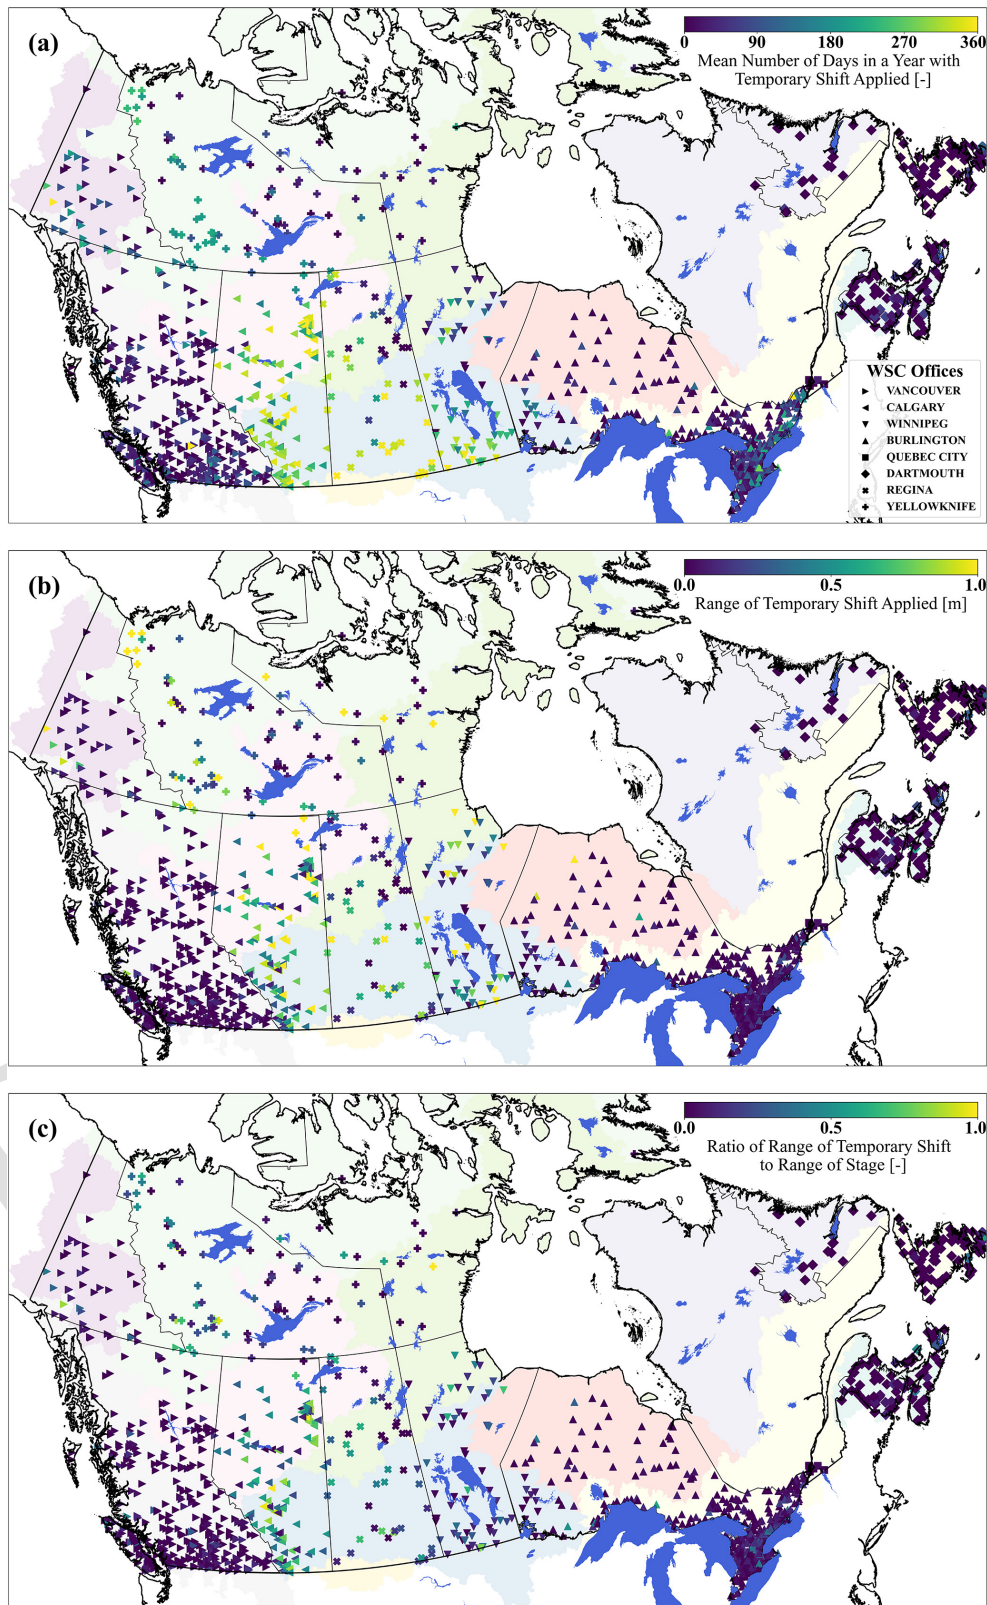 (a)
0 90 180 270 360
Mean Number of Days in a Year with
Temporary Shift Applied [-]
WSC Offices
VANCOUVER
CALGARY
WINNIPEG
BURLINGTON
QUEBEC CITY
DARTMOUTH
REGINA
YELLOWKNIFE
(b)
0.0 0.5 1.0
Range of Temporary Shift Applied [m]
(c)
0.0 0.5 1.0
Ratio of Range of Temporary Shift
to Range of Stage [-]